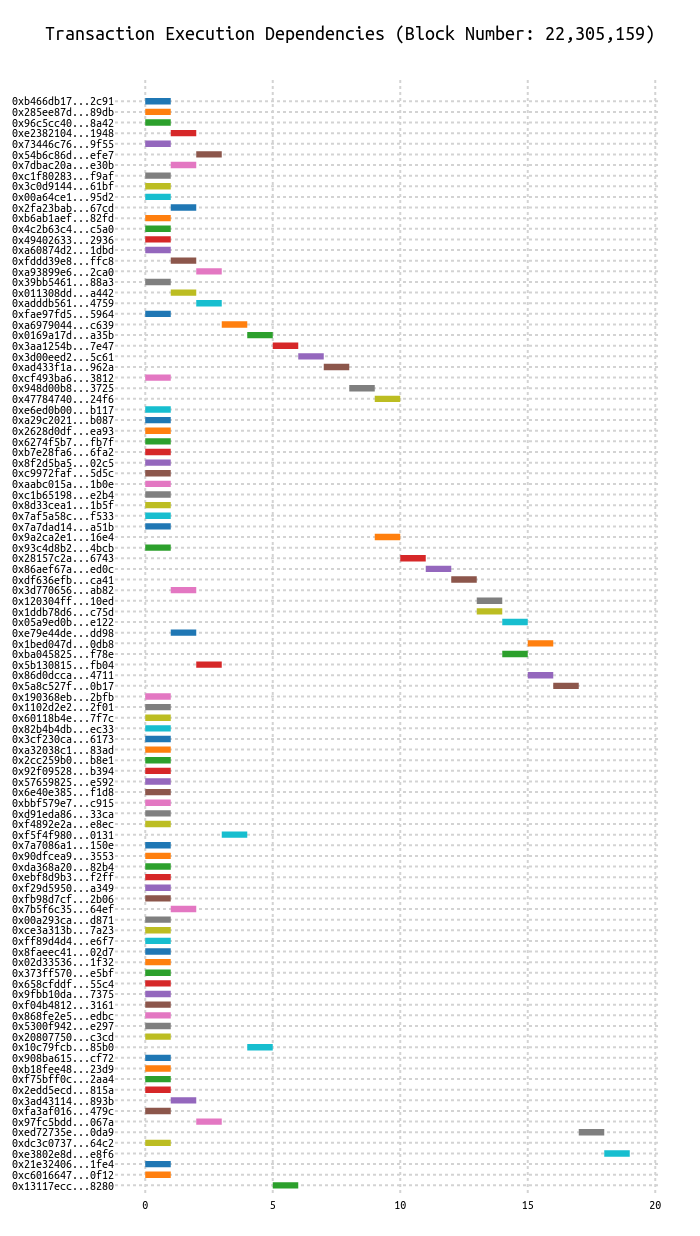 Transaction Execution Dependencies (Block Number: 22,305,159)
0xb466db17...2c91
0x285ee87d...89db
0x96c5cc40...8a42
0xe2382104...1948
0x73446c76...9f55
0x54b6c86d...efe7
0x7dbac20a...e30b
0xc1f80283...f9af
0x3c0d9144...61bf
0x00a64ce1...95d2
0x2fa23bab...67cd
0xb6ab1aef...82fd
0x4c2b63c4...c5a0
0x49402633...2936
0xa60874d2...1dbd
0xfddd39e8...ffc8
0xa93899e6...2ca0
0x39bb5461...88a3
0x011308dd...a442
0xadddb561...4759
0xfae97fd5...5964
0xa6979044...c639
0x0169a17d...a35b
0x3aa1254b...7e47
0x3d00eed2...5c61
0xad433f1a...962a
0xcf493ba6...3812
0x948d00b8...3725
0x47784740...24f6
0xe6ed0b00...b117
0xa29c2021...b087
0x2628d0df...ea93
0x6274f5b7...fb7f
0xb7e28fa6...6fa2
0x8f2d5ba5...02c5
0xc9972faf...5d5c
0xaabc015a...1b0e
0xc1b65198...e2b4
0x8d33cea1...1b5f
0x7af5a58c...f533
0x7a7dad14...a51b
0x9a2ca2e1...16e4
0x93c4d8b2...4bcb
0x28157c2a...6743
0x86aef67a...ed0c
0xdf636efb...ca41
0x3d770656...ab82
0x120304ff...10ed
0x1ddb78d6...c75d
0x05a9ed0b...e122
0xe79e44de...dd98
0x1bed047d...0db8
0xba045825...f78e
0x5b130815...fb04
0x86d0dcca...4711
0x5a8c527f...0b17
0x190368eb...2bfb
0x1102d2e2...2f01
0x60118b4e...7f7c
0x82b4b4db...ec33
0x3cf230ca...6173
0xa32038c1...83ad
0x2cc259b0...b8e1
0x92f09528...b394
0x57659825...e592
0x6e40e385...f1d8
0xbbf579e7...c915
0xd91eda86...33ca
0xf4892e2a...e8ec
0xf5f4f980...0131
0x7a7086a1...150e
0x90dfcea9...3553
0xda368a20...82b4
0xebf8d9b3...f2ff
0xf29d5950...a349
0xfb98d7cf...2b06
0x7b5f6c35...64ef
0x00a293ca...d871
0xce3a313b...7a23
0xff89d4d4...e6f7
0x8faeec41...02d7
0x02d33536...1f32
0x373ff570...e5bf
0x658cfddf...55c4
0x9fbb10da...7375
0xf04b4812...3161
0x868fe2e5...edbc
0x5300f942...e297
0x20807750...c3cd
0x10c79fcb...85b0
0x908ba615...cf72
0xb18fee48...23d9
0xf75bff0c...2aa4
0x2edd5ecd...815a
0x3ad43114...893b
0xfa3af016...479c
0x97fc5bdd...067a
0xed72735e...0da9
0xdc3c0737...64c2
0xe3802e8d...e8f6
0x21e32406...1fe4
0xc6016647...0f12
0x13117ecc...8280
0 5 10 15 20